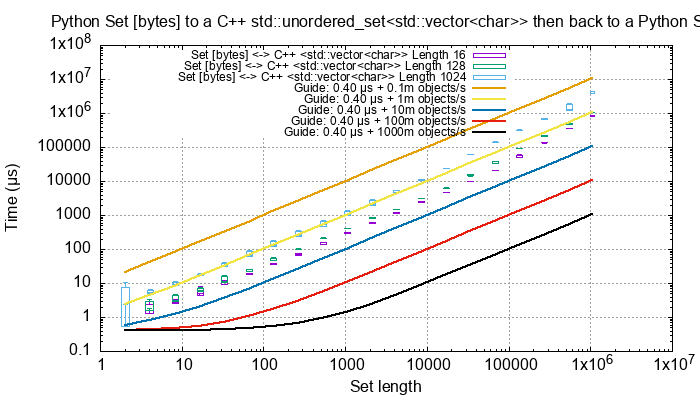 Python Set [bytes] to a C++ std::unordered_set<std::vector<char>> then back to a Python S
1x10^8
1x10^7
1x10^6
100000
10000
1000
100
10
1
0.1
Time (µs)
Set [bytes] <-> C++ <std::vector<char>> Length 16
Set [bytes] <-> C++ <std::vector<char>> Length 128
Set [bytes] <-> C++ <std::vector<char>> Length 1024
Guide: 0.40 µs + 0.1m objects/s
Guide: 0.40 µs + 1m objects/s
Guide: 0.40 µs + 10m objects/s
Guide: 0.40 µs + 100m objects/s
Guide: 0.40 µs + 1000m objects/s
1 10 100 1000 10000 100000 1x10^6 1x10^7
Set length